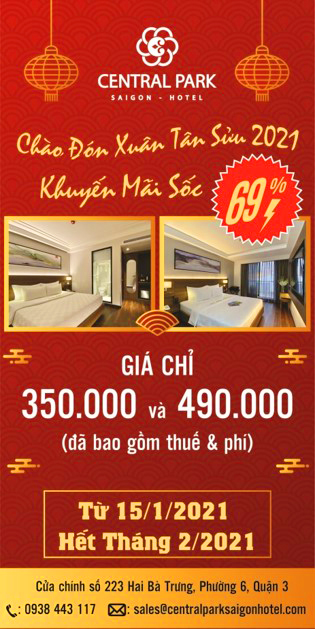 CENTRAL PARK
SAIGON - HOTEL
Chào Đón Xuân Tân Sửu 2021
Khuyến Mãi Sốc
69%
GIÁ CHỈ
350.000 và 490.000
(đã bao gồm thuế & phí)
Từ 15/1/2021
Hết Tháng 2/2021
Cửa chính số 223 Hai Bà Trưng, Phường 6, Quận 3
: 0938 443 117 : sales@centralparksaigonhotel.com